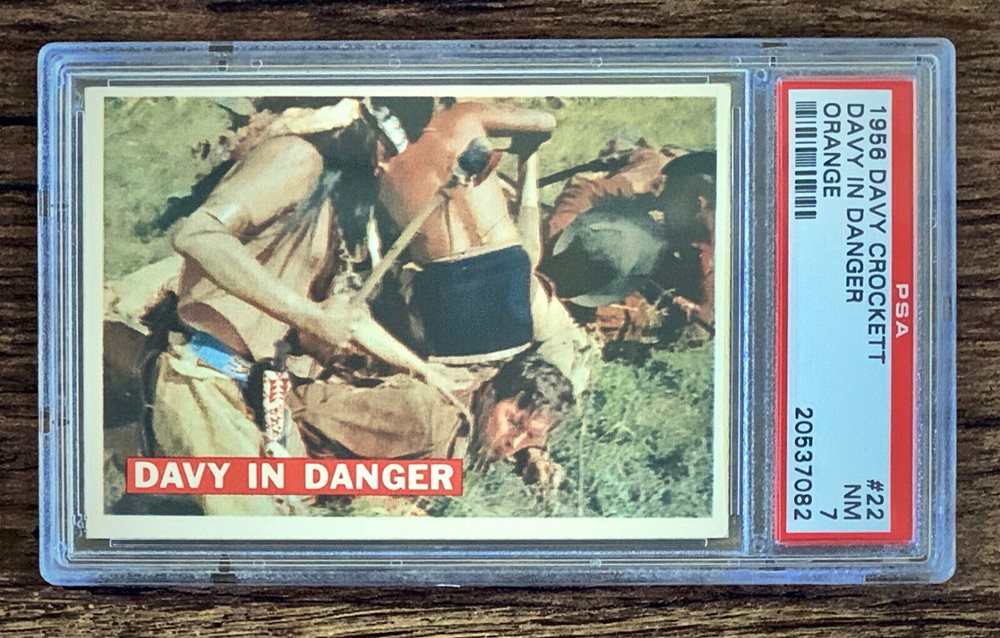 DAVY IN DANGER
PSA
1956 DAVY CROCKETT #22
DAVY IN DANGER NM
ORANGE 7
20537082